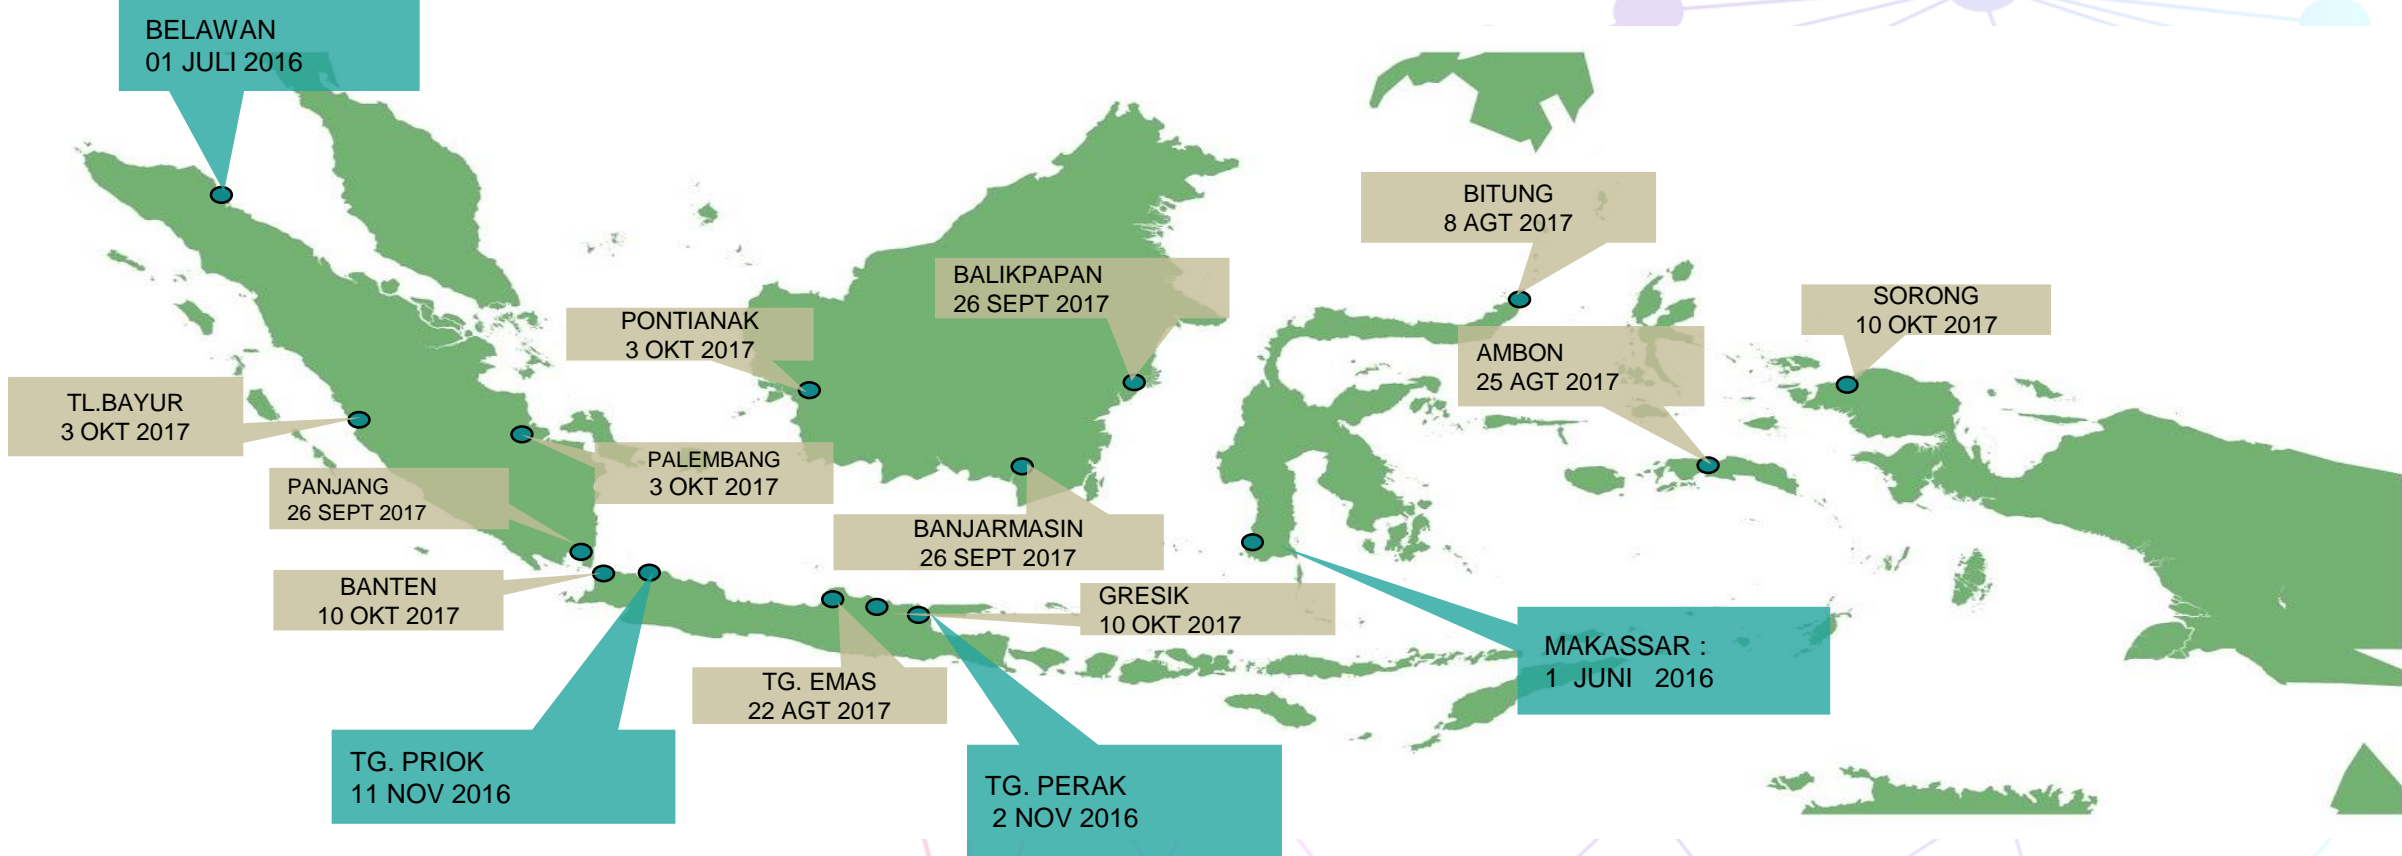 BELAWAN
01 JULI 2016
BITUNG
8 AGT 2017
BALIKPAPAN
26 SEPT 2017
SORONG
10 OKT 2017
PONTIANAK
3 OKT 2017
AMBON
25 AGT 2017
TL.BAYUR
3 OKT 2017
PALEMBANG
3 OKT 2017
PANJANG
26 SEPT 2017
BANJARMASIN
26 SEPT 2017
BANTEN
10 OKT 2017
GRESIK
10 OKT 2017
MAKASSAR :
1 JUNI 2016
TG. EMAS
22 AGT 2017
TG. PRIOK
11 NOV 2016
TG. PERAK
2 NOV 2016